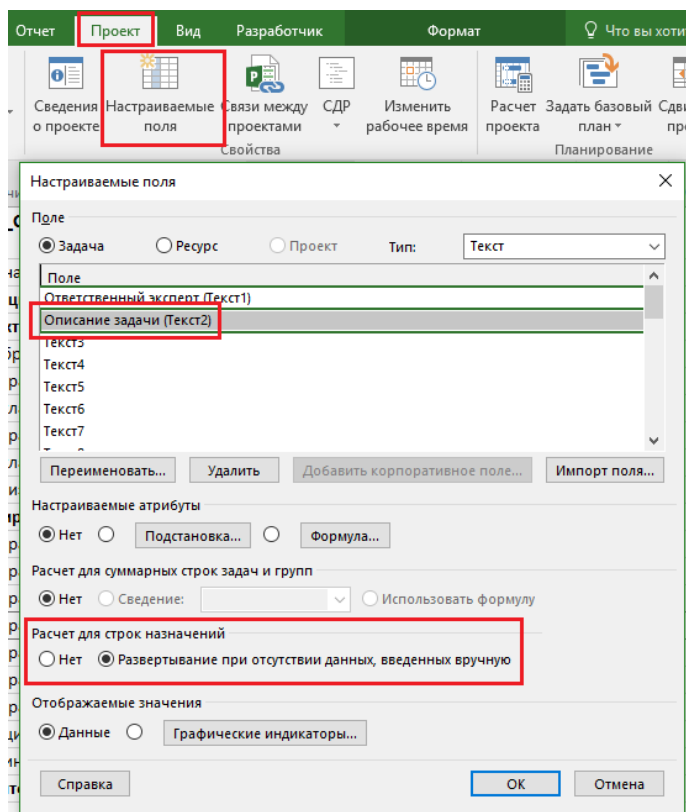 Отчет Проект Вид Разработчик Формат Что вы хоти
Сведения о проекте
Настраиваемые поля
Связи между проектами
СДР
Изменить рабочее время
Расчет проекта
Задать базовый план
Сдви
Свойства
Планирование
Настраиваемые поля
Поле
Задача Ресурс Проект Тип: Текст
Поле
Ответственный эксперт (Текст1)
Описание задачи (Текст2)
Текст3
Текст4
Текст5
Текст6
Текст7
Переименовать... Удалить Добавить корпоративное поле... Импорт поля...
Настраиваемые атрибуты
Нет Подстановка... Формула...
Расчет для суммарных строк задач и групп
Нет Сведение: Использовать формулу
Расчет для строк назначений
Нет Развертывание при отсутствии данных, введенных вручную
Отображаемые значения
Данные Графические индикаторы...
Справка ОК Отмена